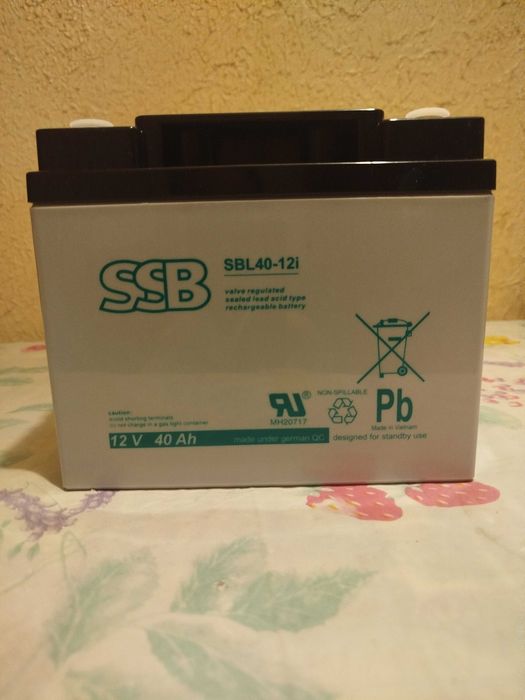 SSB
SBL40-12i
valve regulated
sealed lead acid type
rechargeable battery
caution:
avoid shorting terminals
do not charge in a gas tight container
12 V 40 Ah
made under german QC
RU®
MH20717
NON-SPILLABLE
Pb
Pb
Made in Vietnam
designed for standby use